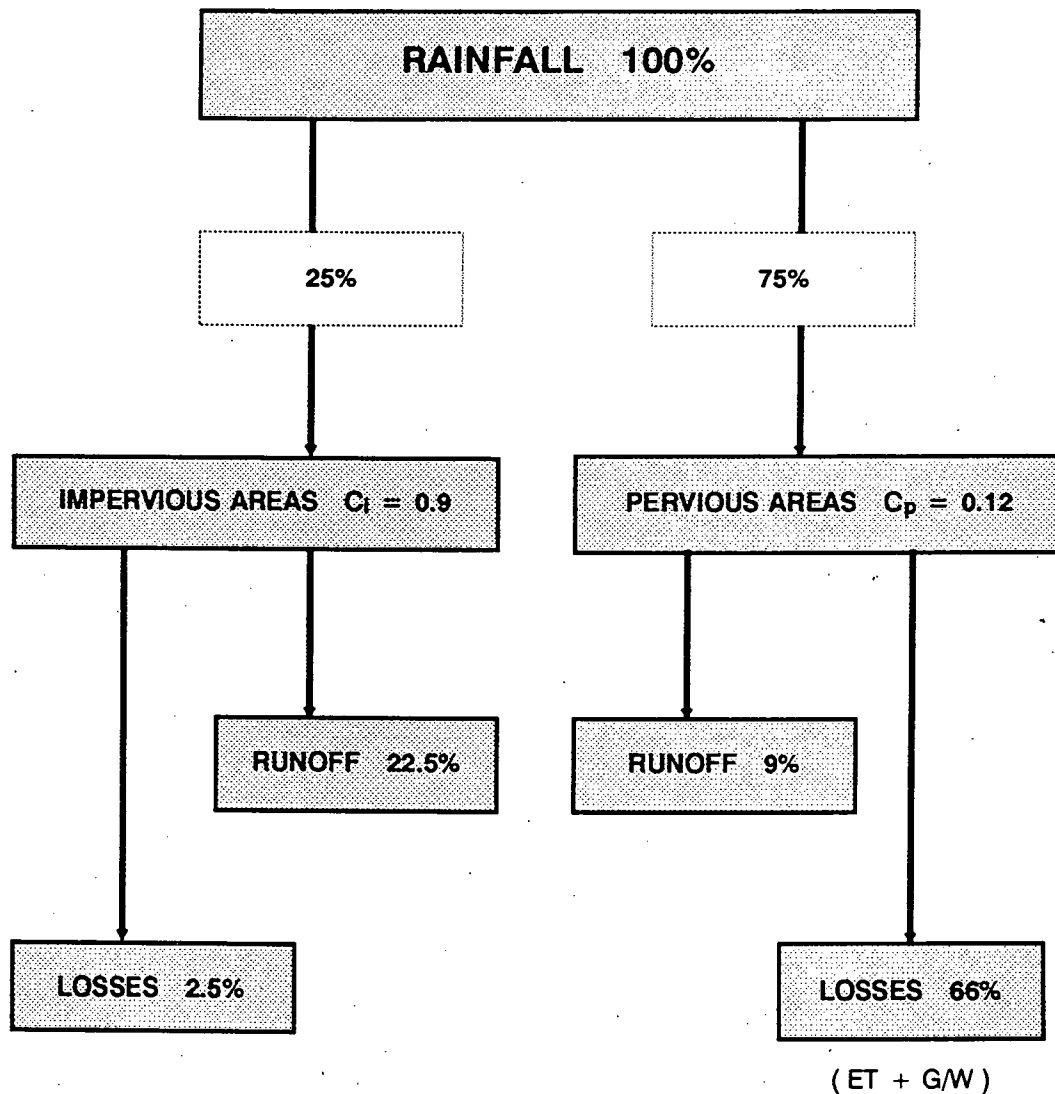 RAINFALL 100%
25%
75%
IMPERVIOUS AREAS Ci = 0.9
PERVIOUS AREAS Cp = 0.12
RUNOFF 22.5%
RUNOFF 9%
LOSSES 2.5%
LOSSES 66%
( ET + G/W )